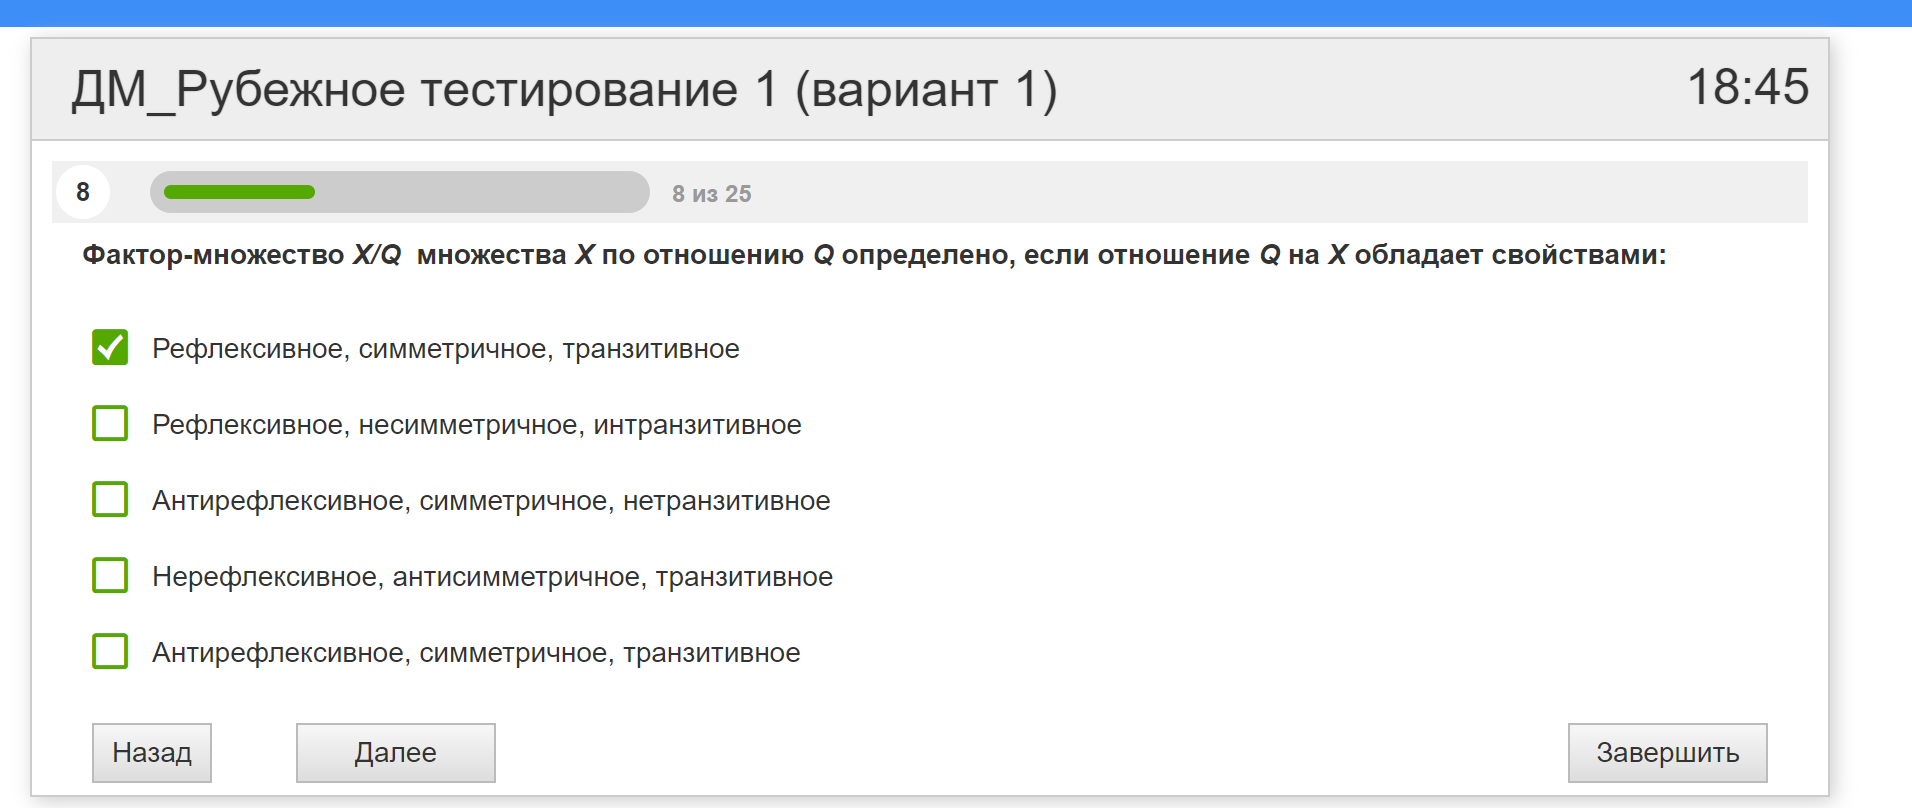 ДМ_Рубежное тестирование 1 (вариант 1)
18:45
8
8 из 25
Фактор-множество X/Q множества X по отношению Q определено, если отношение Q на X обладает свойствами:
Рефлексивное, симметричное, транзитивное
Рефлексивное, несимметричное, интранзитивное
Антирефлексивное, симметричное, нетранзитивное
Нерефлексивное, антисимметричное, транзитивное
Антирефлексивное, симметричное, транзитивное
Назад
Далее
Завершить